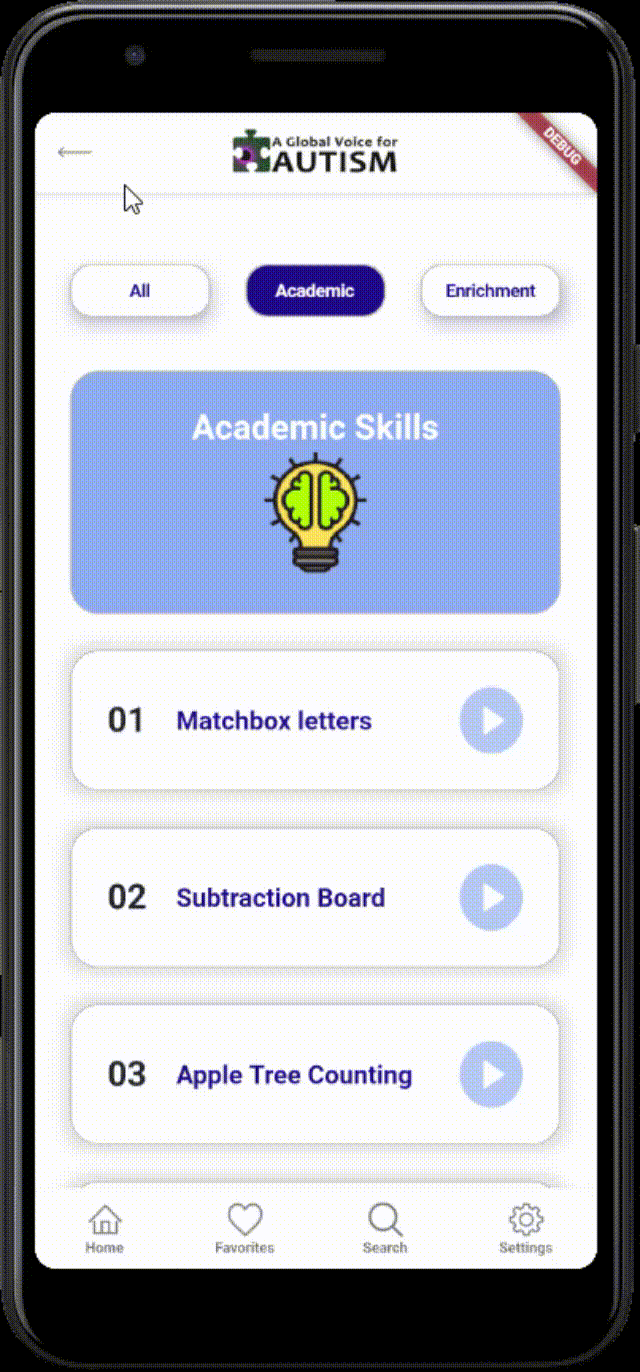 A Global Voice for
AUTISM
DEBUG
All
Academic
Enrichment
Academic Skills
01 Matchbox letters
02 Subtraction Board
03 Apple Tree Counting
Home
Favorites
Search
Settings